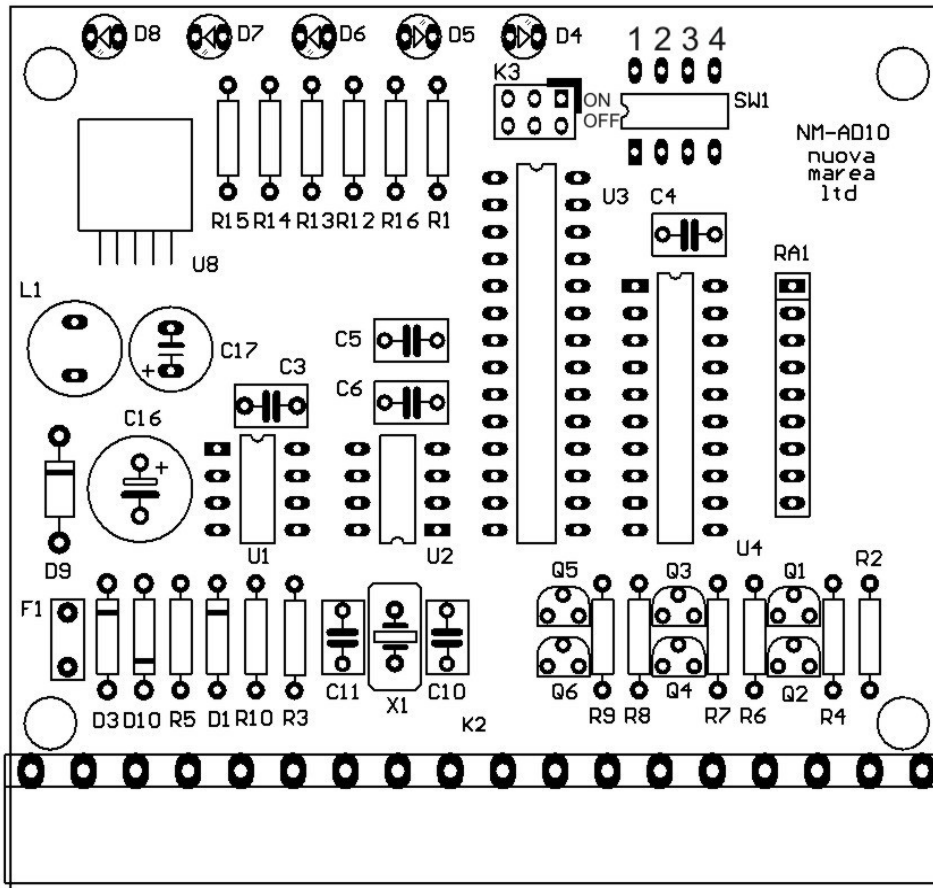 D8 D7 D6 D5 D4
1 2 3 4
K3
ON
OFF
SW1
NM-AD10
nuova
marea
ltd
R15 R14 R13 R12 R16 R1
U3
C4
U8
RA1
L1
C17
C5
C3
C6
C16
D9
U1
U2
U4
F1
Q5
Q3
Q1
R2
Q6
Q4
Q2
C11
X1
C10
D3 D10 R5 D1 R10 R3
R9 R8
R7 R6
R4
K2